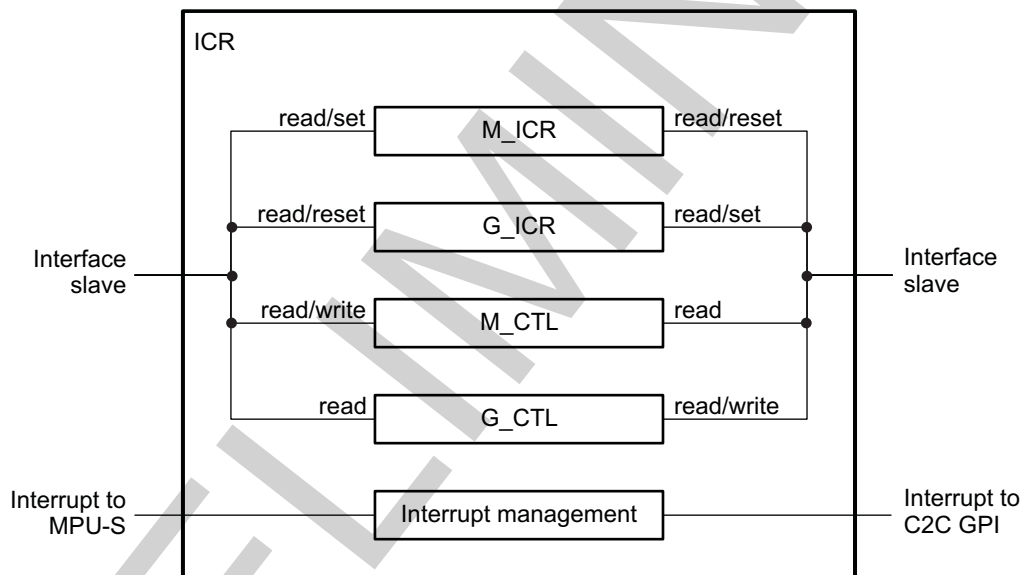 ICR
read/set
M_ICR
read/reset
read/reset
G_ICR
read/set
Interface
slave
Interface
slave
read/write
M_CTL
read
read
G_CTL
read/write
Interrupt to
MPU-S
Interrupt management
Interrupt to
C2C GPI